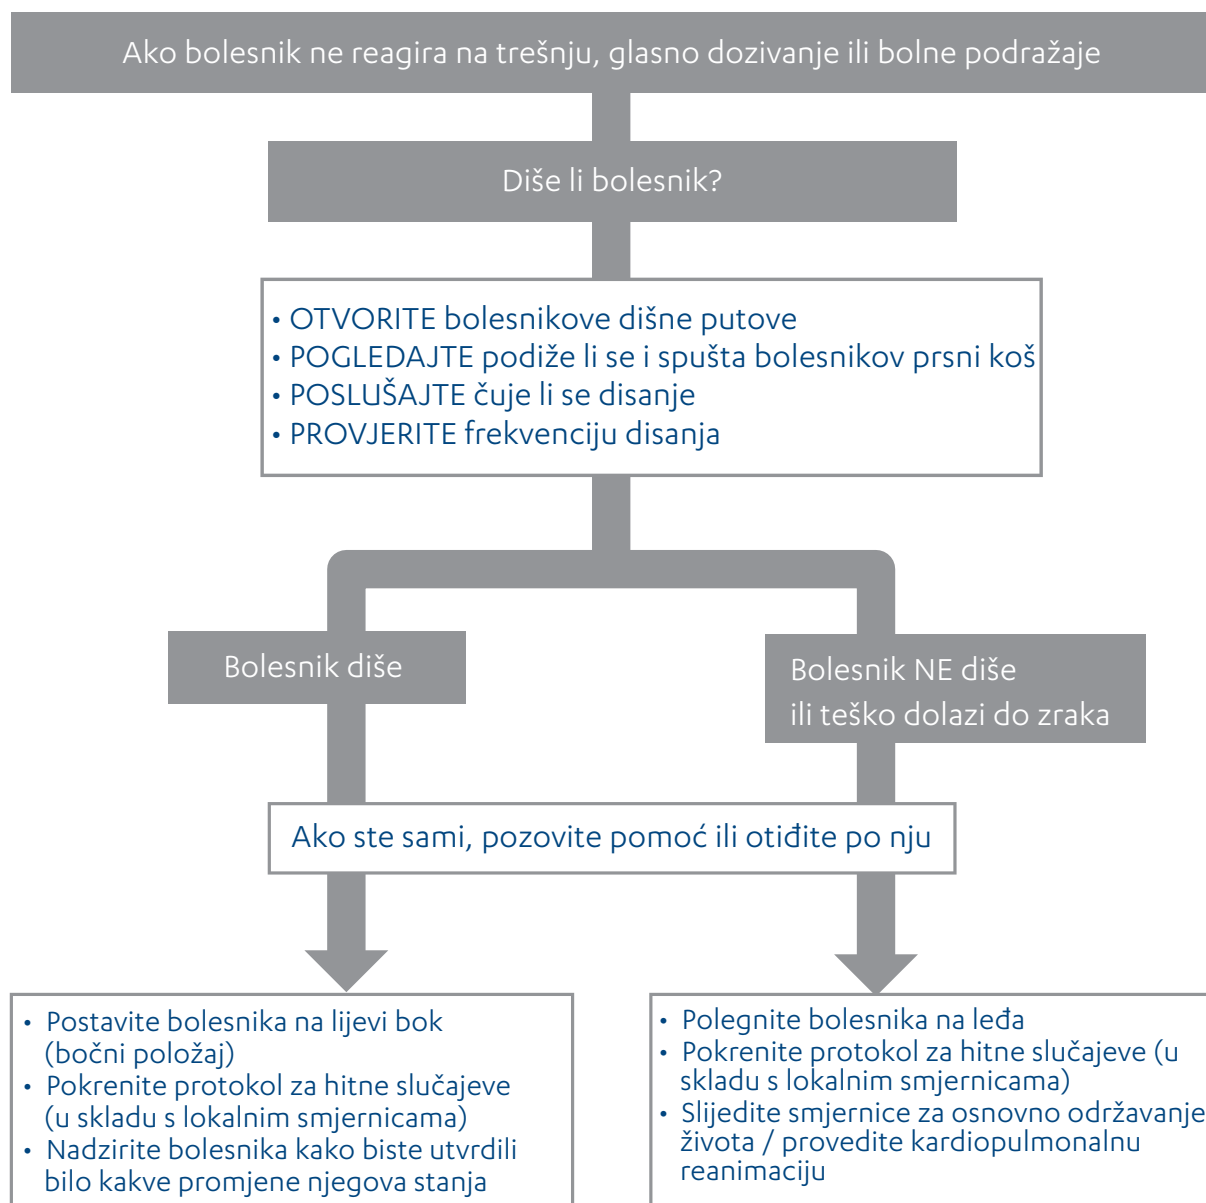 Ako bolesnik ne reagira na trešnju, glasno dozivanje ili bolne podražaje
Diše li bolesnik?
• OTVORITE bolesnikove dišne putove
• POGLEDAJTE podiže li se i spušta bolesnikov prsni koš
• POSLUŠAJTE čuje li se disanje
• PROVJERITE frekvenciju disanja
Bolesnik diše
Bolesnik NE diše
ili teško dolazi do zraka
Ako ste sami, pozovite pomoć ili otiđite po nju
• Postavite bolesnika na lijevi bok
(bočni položaj)
• Pokrenite protokol za hitne slučajeve
(u skladu s lokalnim smjernicama)
• Nadzirite bolesnika kako biste utvrdili
bilo kakve promjene njegova stanja
• Polegnite bolesnika na leđa
• Pokrenite protokol za hitne slučajeve (u
skladu s lokalnim smjernicama)
• Slijedite smjernice za osnovno održavanje
života / provedite kardiopulmonalnu
reanimaciju